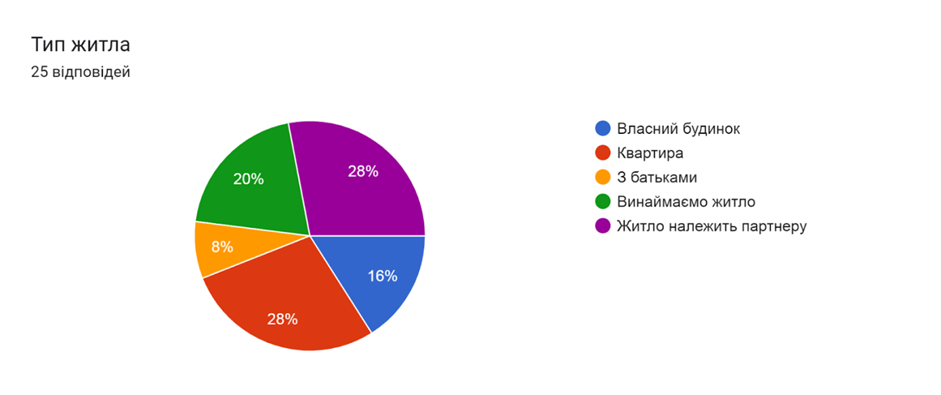 Тип житла
25 відповідей
Власний будинок
Квартира
З батьками
Винаймаємо житло
Житло належить партнеру
28%
20%
8%
16%
28%